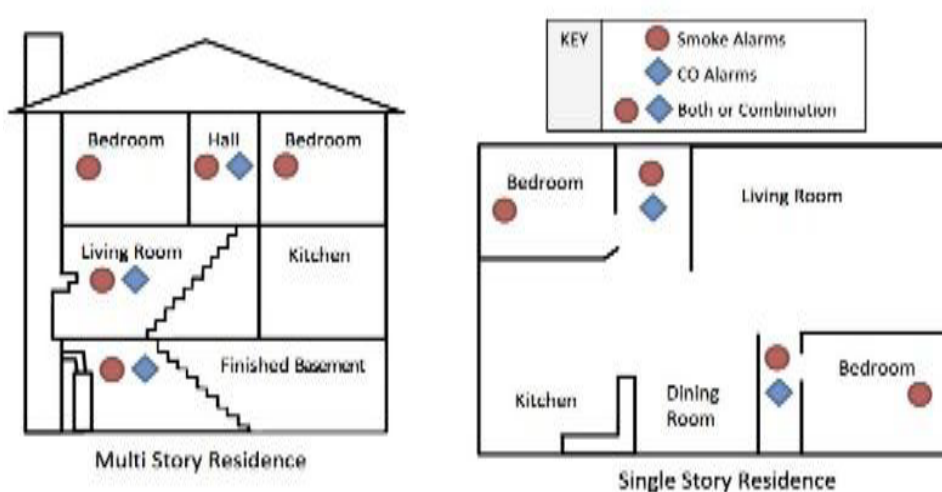 KEY
Smoke Alarms
CO Alarms
Both or Combination
Bedroom
Hall
Bedroom
Living Room
Kitchen
Finished Basement
Multi Story Residence
Bedroom
Living Room
Kitchen
Dining
Room
Bedroom
Single Story Residence